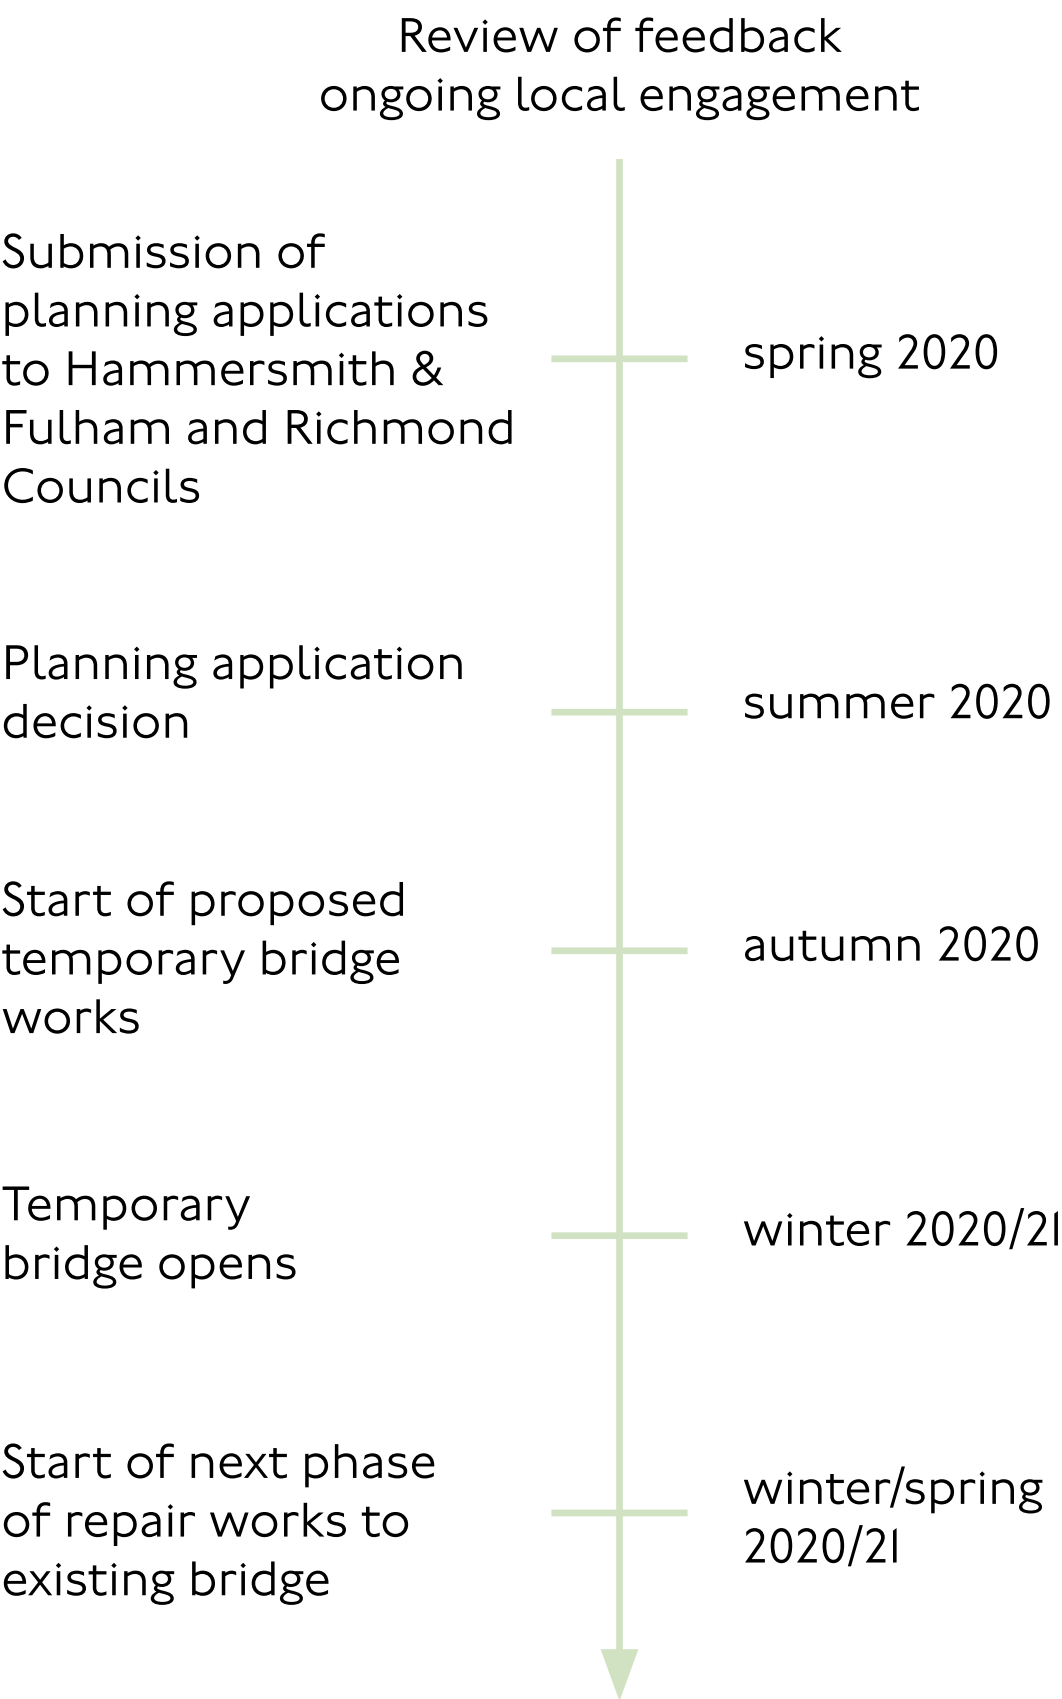 Review of feedback
ongoing local engagement
Submission of
planning applications
to Hammersmith &
Fulham and Richmond
Councils
spring 2020
Planning application
decision
summer 2020
Start of proposed
temporary bridge
works
autumn 2020
Temporary
bridge opens
winter 2020/21
Start of next phase
of repair works to
existing bridge
winter/spring
2020/21